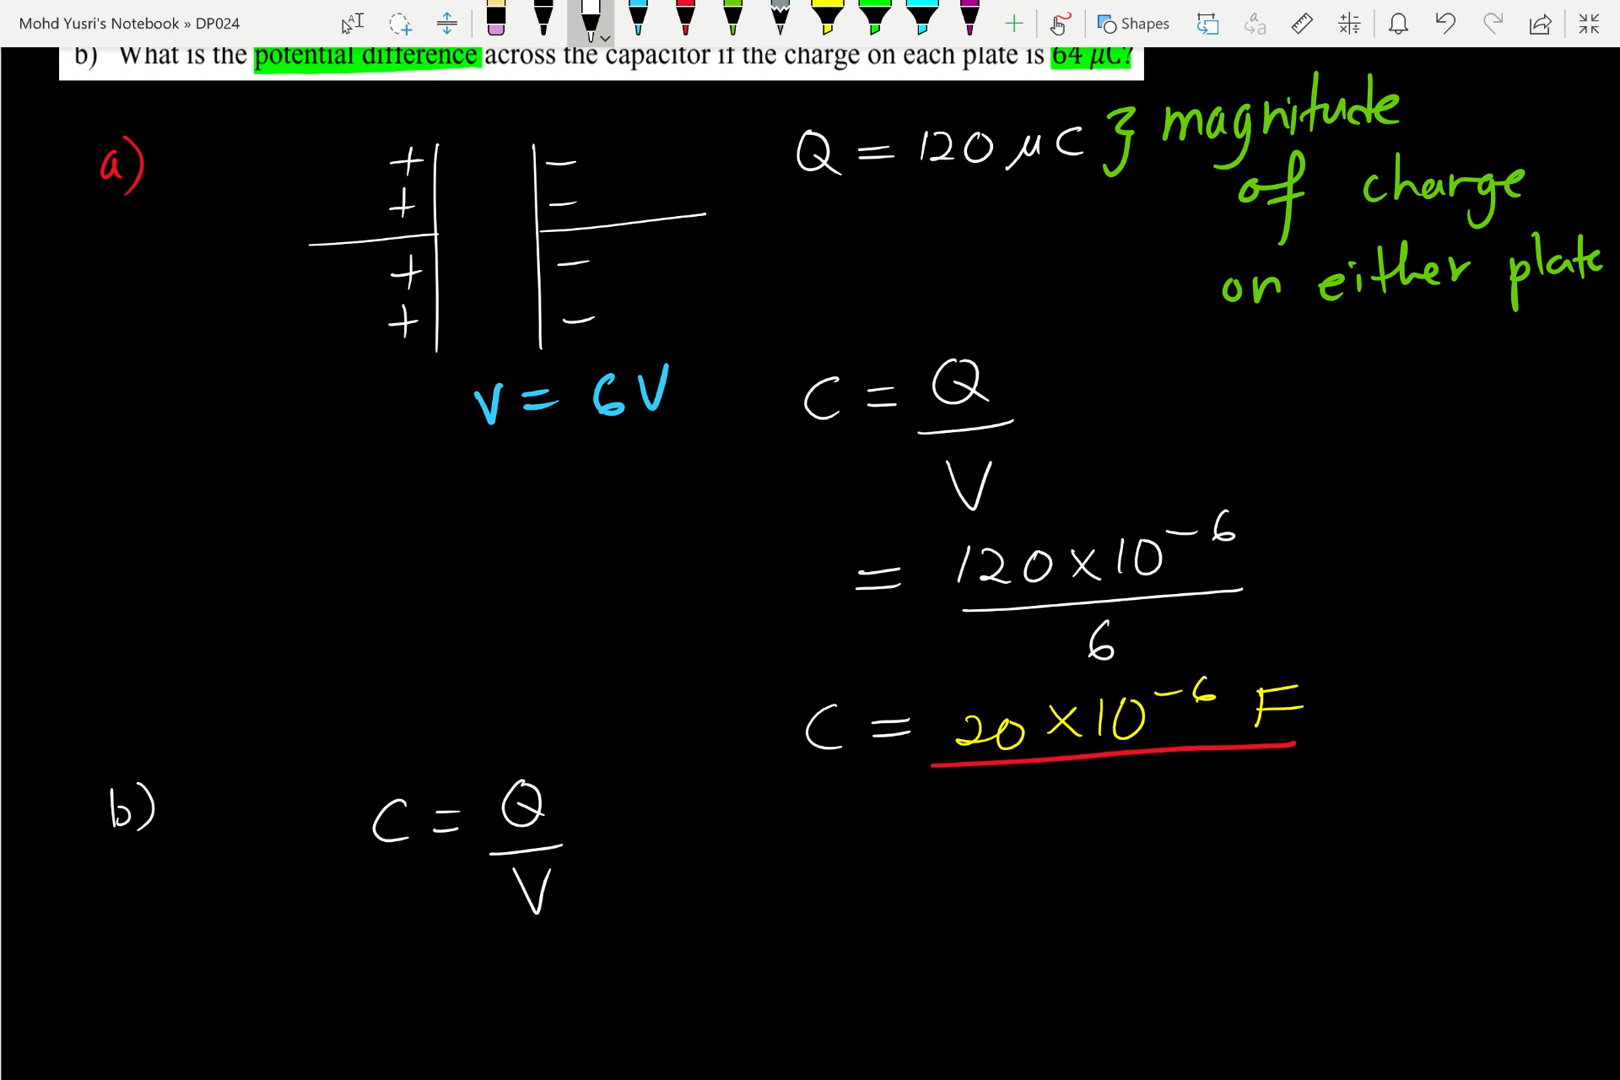 Mohd Yusri's Notebook » DP024
Shapes
b) What is the potential difference across the capacitor if the charge on each plate is 64 μC?
a)
+ −
+ −
+ −
+ −
V = 6V
Q = 120 μC } magnitude
of charge
on either plate
C = Q
V
= 120 × 10⁻⁶
6
C = 20 × 10⁻⁶ F
b) C = Q
V